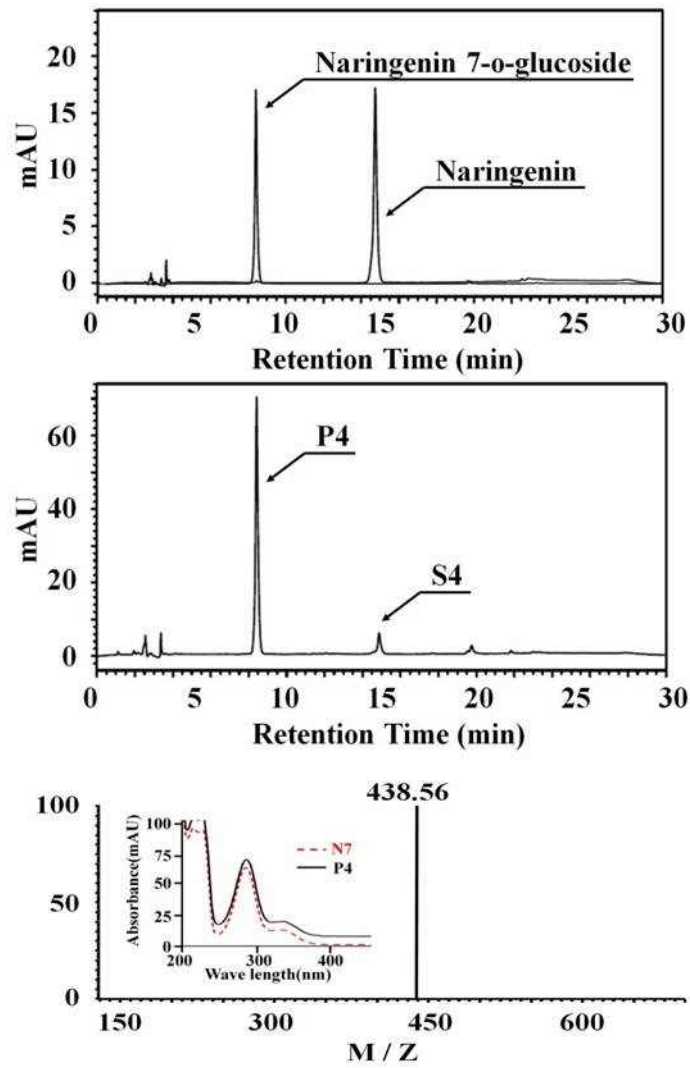 20
Naringenin 7-o-glucoside
15
mAU
10
Naringenin
5
0
0 5 10 15 20 25 30
Retention Time (min)
60
P4
mAU
40
20
S4
0
0 5 10 15 20 25 30
Retention Time (min)
438.56
100
50
0
Absorbance(mAU)
100
75
50
25
0
N7
P4
200 300 400
Wave length(nm)
150 300 450 600
M / Z